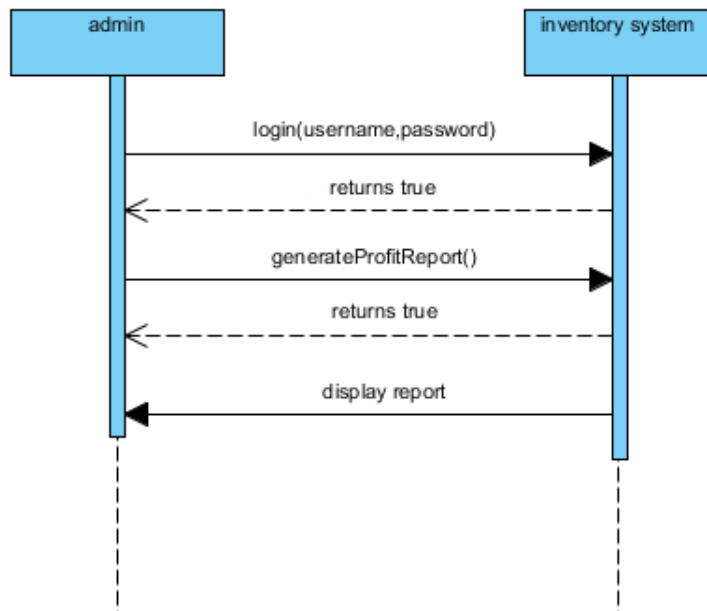 admin
inventory system
login(username,password)
returns true
generateProfitReport()
returns true
display report